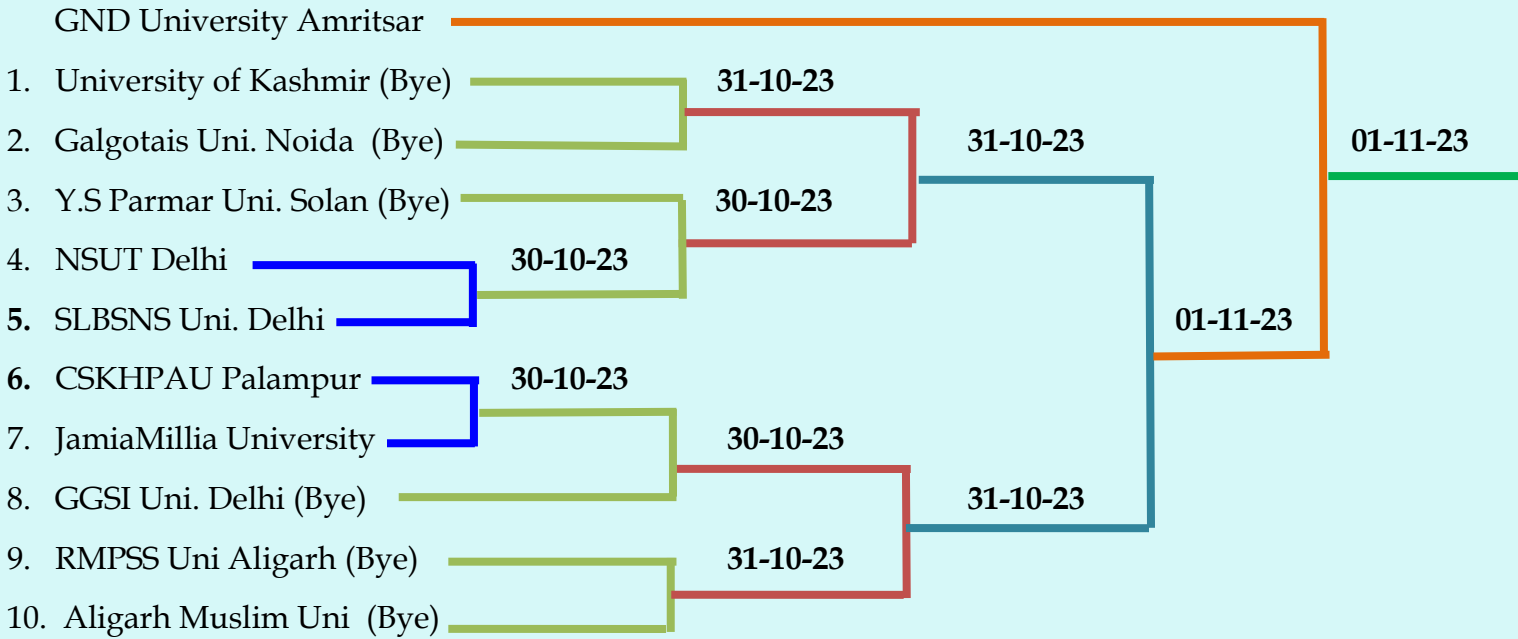 GND University Amritsar
1. University of Kashmir (Bye) 31-10-23
2. Galgotais Uni. Noida (Bye) 31-10-23 01-11-23
3. Y.S Parmar Uni. Solan (Bye) 30-10-23
4. NSUT Delhi 30-10-23
5. SLBSNS Uni. Delhi 01-11-23
6. CSKHPAU Palampur 30-10-23
7. JamiaMillia University 30-10-23
8. GGSI Uni. Delhi (Bye) 31-10-23
9. RMPSS Uni Aligarh (Bye) 31-10-23
10. Aligarh Muslim Uni (Bye)